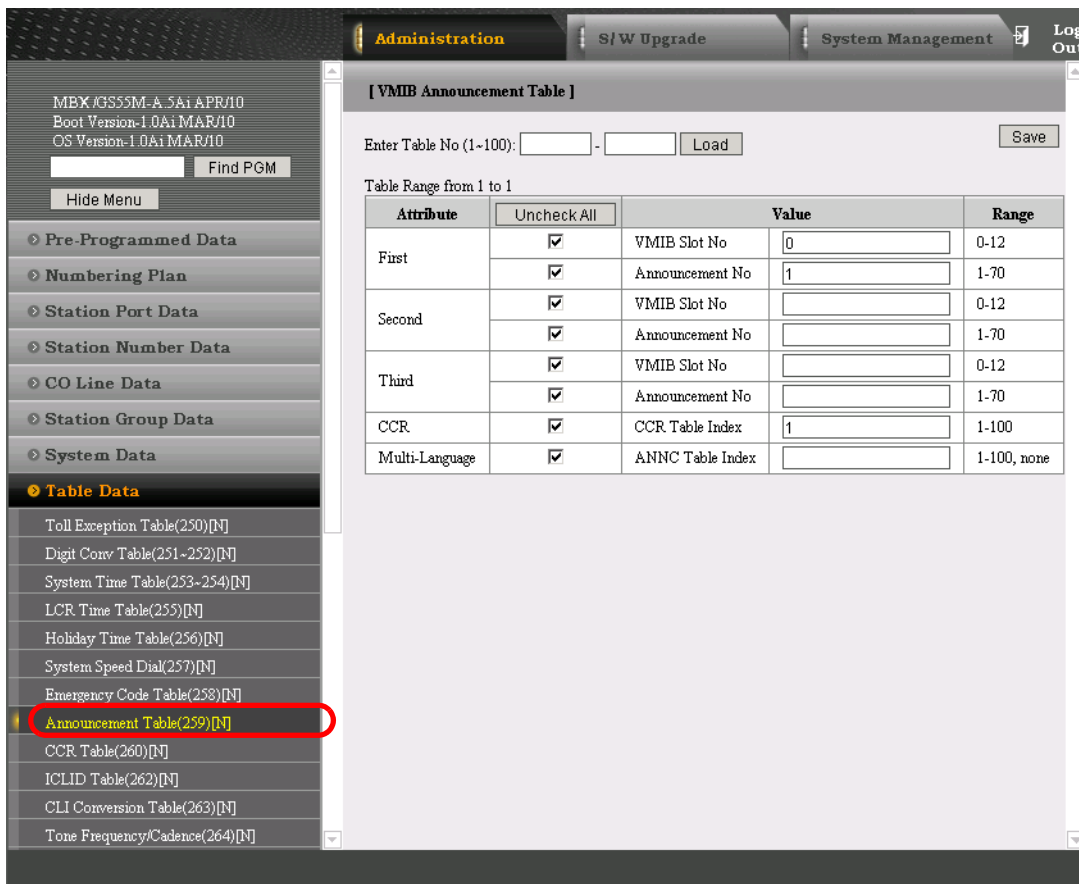 Administration
S/W Upgrade
System Management
Log
Out
MBX /GS55M-A.5Ai APR/10
Boot Version-1.0Ai MAR/10
OS Version-1.0Ai MAR/10
Find PGM
Hide Menu
Pre-Programmed Data
Numbering Plan
Station Port Data
Station Number Data
CO Line Data
Station Group Data
System Data
Table Data
Toll Exception Table(250)[N]
Digit Conv Table(251~252)[N]
System Time Table(253~254)[N]
LCR Time Table(255)[N]
Holiday Time Table(256)[N]
System Speed Dial(257)[N]
Emergency Code Table(258)[N]
Announcement Table(259)[N]
CCR Table(260)[N]
ICLID Table(262)[N]
CLI Conversion Table(263)[N]
Tone Frequency/Cadence(264)[N]
[ VMIB Announcement Table ]
Enter Table No (1~100): - Load Save
Table Range from 1 to 1
Attribute Uncheck All Value Range
First VMIB Slot No 0 0-12
Announcement No 1 1-70
Second VMIB Slot No 0-12
Announcement No 1-70
Third VMIB Slot No 0-12
Announcement No 1-70
CCR CCR Table Index 1 1-100
Multi-Language ANNC Table Index 1-100, none